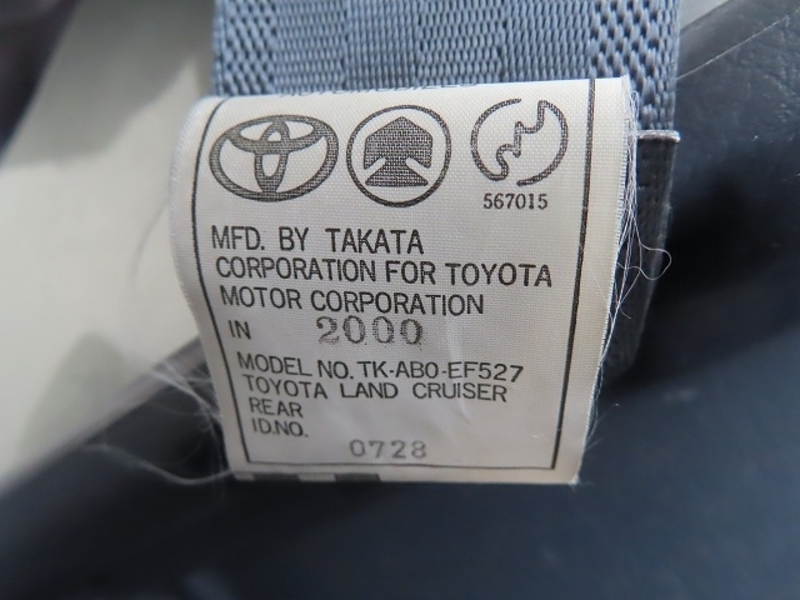 567015
MFD. BY TAKATA
CORPORATION FOR TOYOTA
MOTOR CORPORATION
IN 2000
MODEL NO. TK-AB0-EF527
TOYOTA LAND CRUISER
REAR
ID.NO.
0728